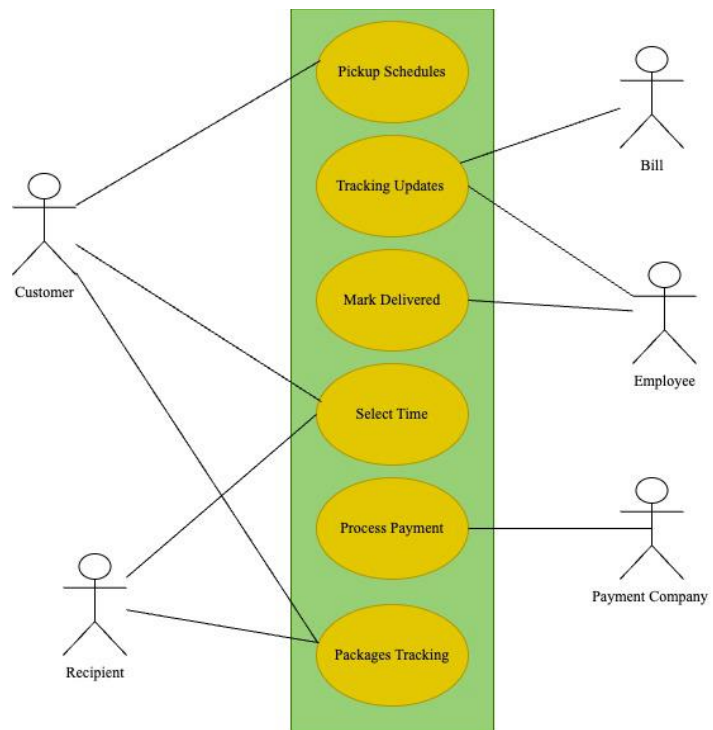 Pickup Schedules
Bill
Tracking Updates
Customer
Mark Delivered
Employee
Select Time
Process Payment
Payment Company
Packages Tracking
Recipient